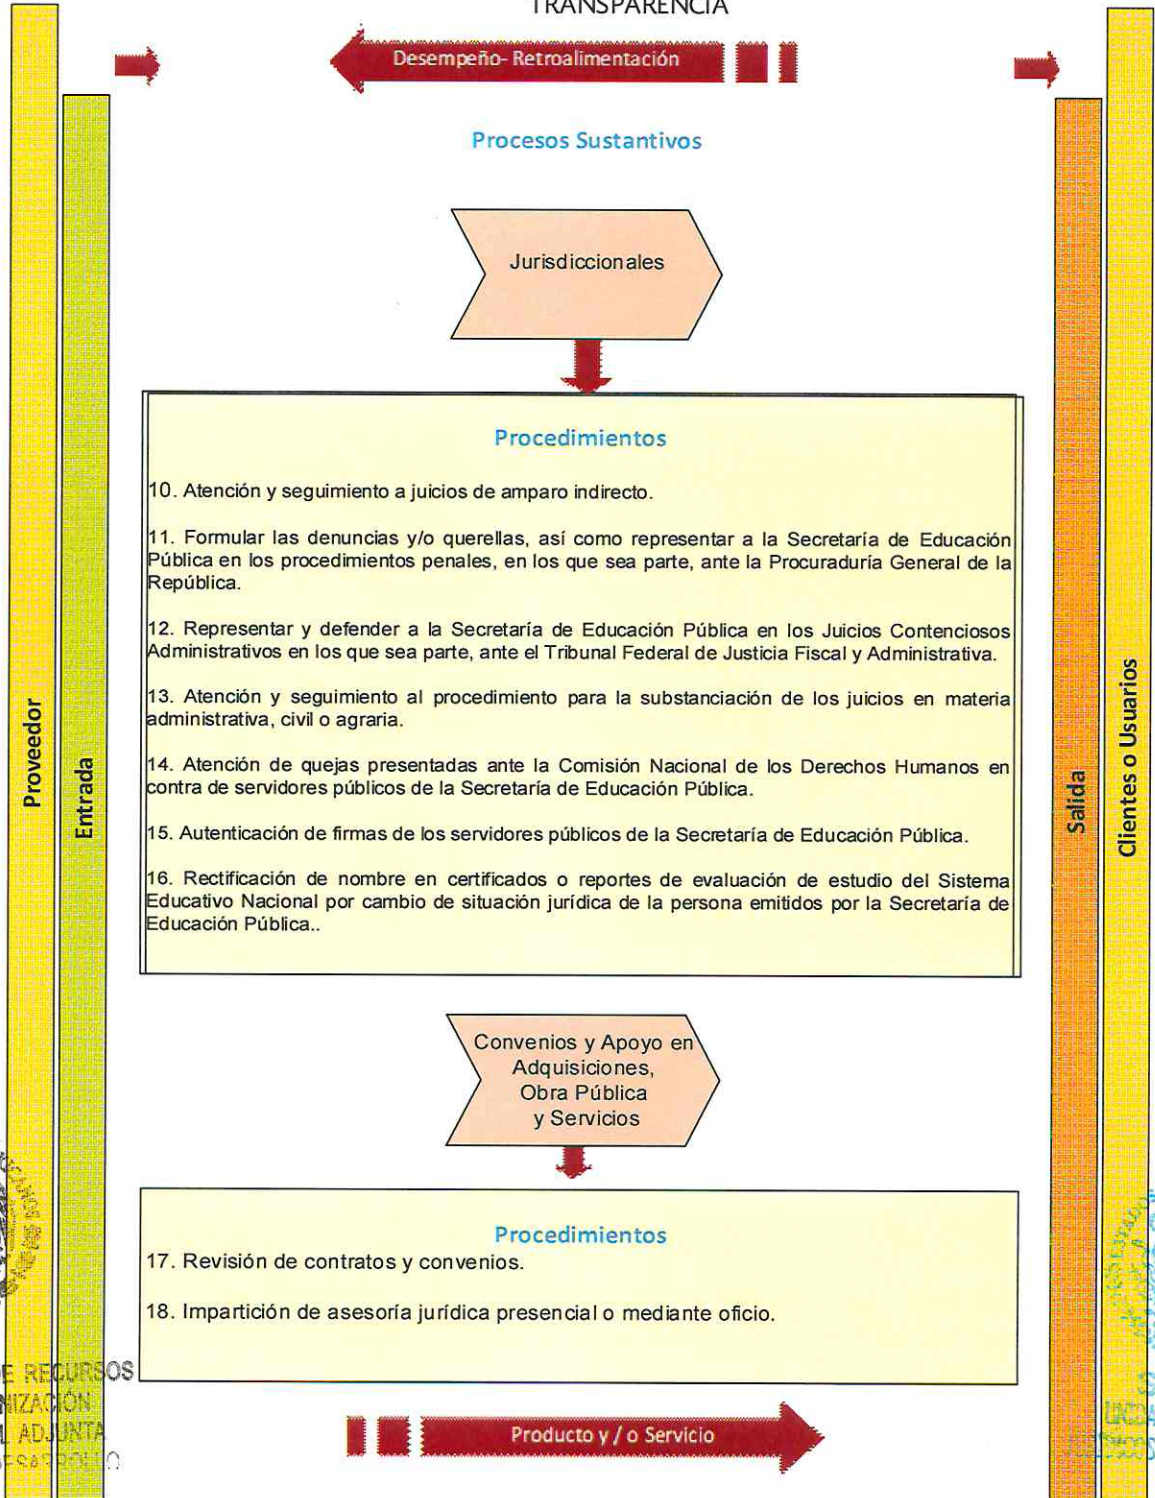 TRANSPARENCIA
Desempeño- Retroalimentación
Procesos Sustantivos
Jurisdiccionales
Procedimientos
10. Atención y seguimiento a juicios de amparo indirecto.
11. Formular las denuncias y/o querellas, así como representar a la Secretaría de Educación
Pública en los procedimientos penales, en los que sea parte, ante la Procuraduría General de la
República.
12. Representar y defender a la Secretaría de Educación Pública en los Juicios Contenciosos
Administrativos en los que sea parte, ante el Tribunal Federal de Justicia Fiscal y Administrativa.
13. Atención y seguimiento al procedimiento para la substanciación de los juicios en materia
administrativa, civil o agraria.
14. Atención de quejas presentadas ante la Comisión Nacional de los Derechos Humanos en
contra de servidores públicos de la Secretaría de Educación Pública.
15. Autenticación de firmas de los servidores públicos de la Secretaría de Educación Pública.
16. Rectificación de nombre en certificados o reportes de evaluación de estudio del Sistema
Educativo Nacional por cambio de situación jurídica de la persona emitidos por la Secretaría de
Educación Pública..
Proveedor
Entrada
Salida
Clientes o Usuarios
Convenios y Apoyo en
Adquisiciones,
Obra Pública
y Servicios
Procedimientos
17. Revisión de contratos y convenios.
18. Impartición de asesoría jurídica presencial o mediante oficio.
DE RECURSOS
NIZACIÓN
L ADJUNTA
DESARROLLO
Producto y / o Servicio